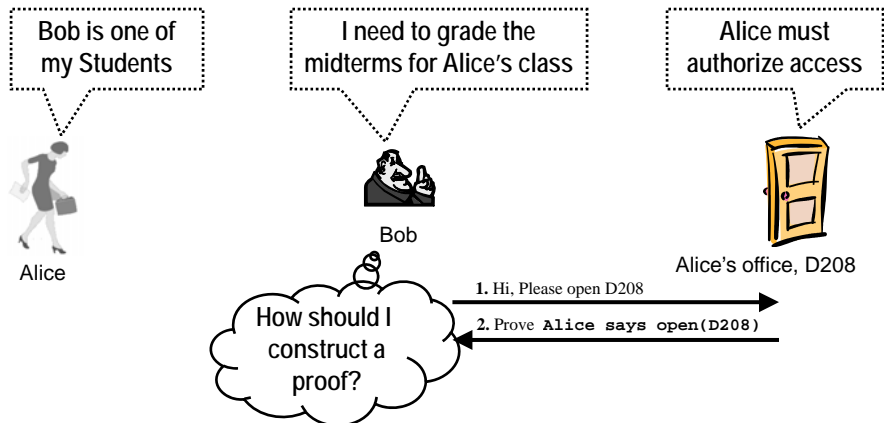 Bob is one of
my Students
I need to grade the
midterms for Alice's class
Alice must
authorize access
Alice
Bob
Alice's office, D208
1. Hi, Please open D208
2. Prove Alice says open(D208)
How should I
construct a
proof?